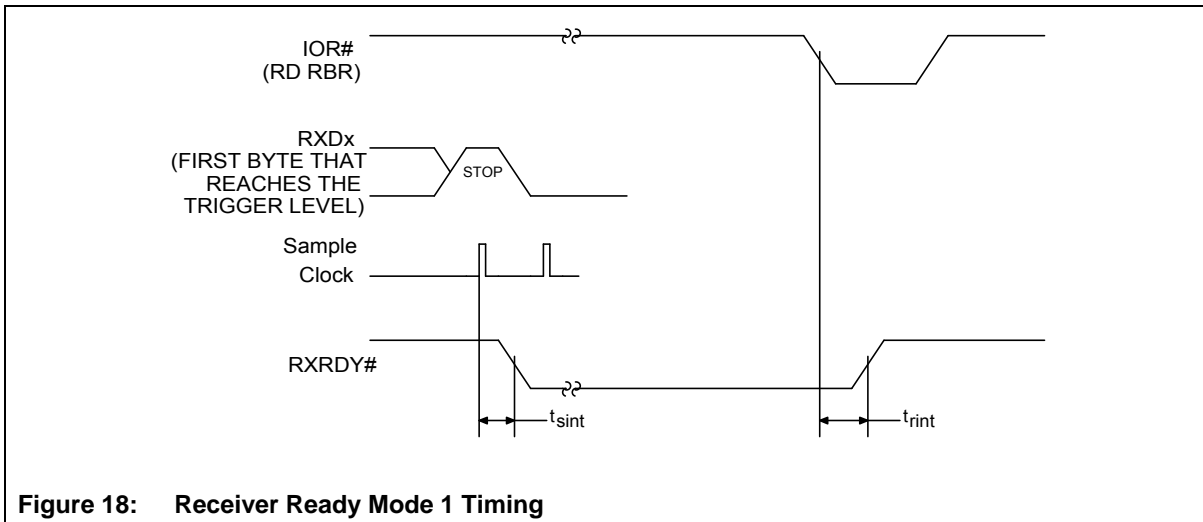 IOR#
(RD RBR)
RXDx
(FIRST BYTE THAT
REACHES THE
TRIGGER LEVEL)
STOP
Sample
Clock
RXRDY#
tsint
trint
Figure 18: Receiver Ready Mode 1 Timing